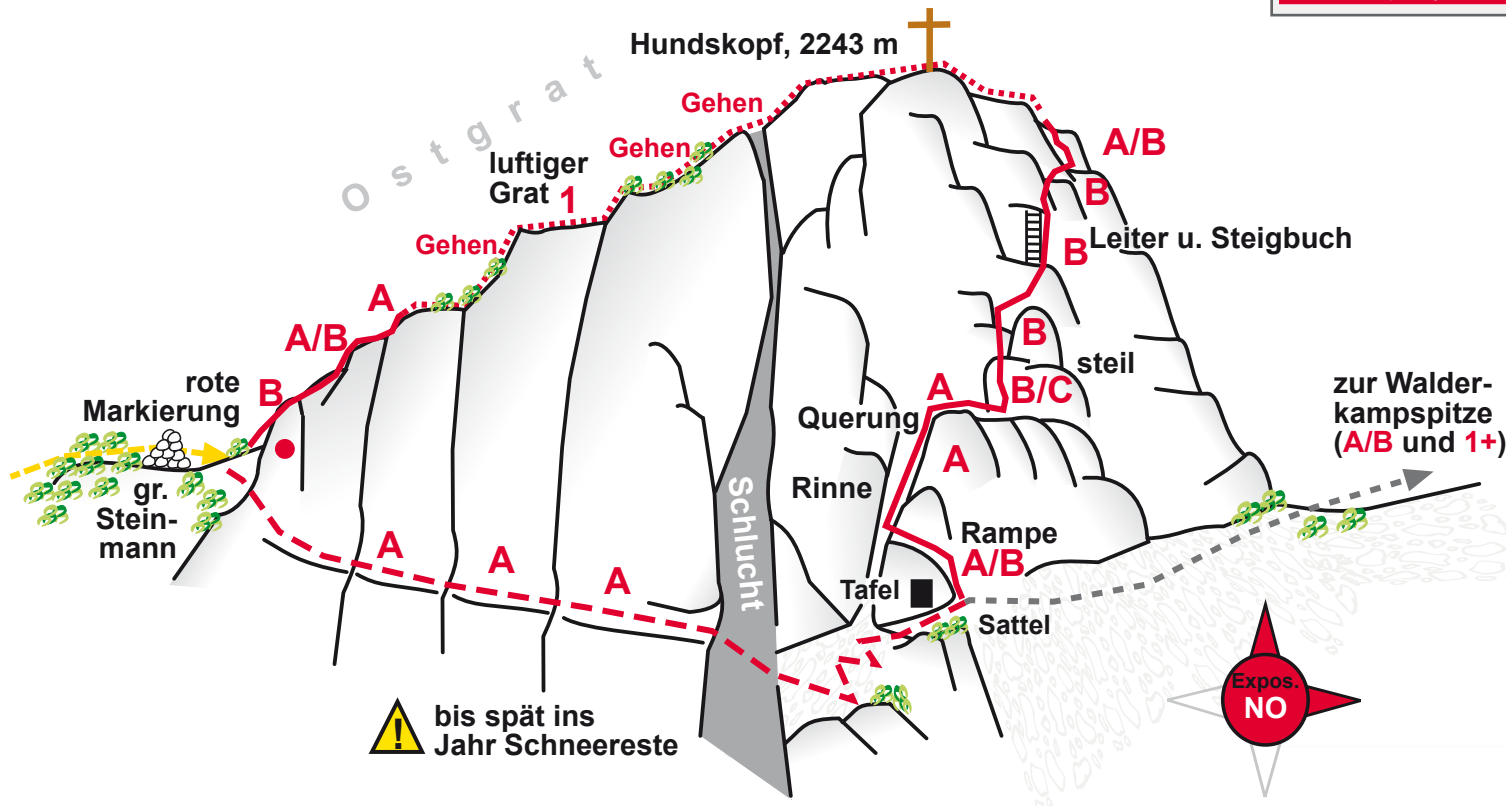 Hundskopf, 2243 m
Ostgrat
Gehen
Gehen
luftiger
Grat 1
Gehen
A
A/B
B
rote
Markierung
gr.
Stein-
mann
A
A
A
Schlucht
bis spät ins
Jahr Schneereste
!
A/B
B
B
Leiter u. Steigbuch
B
steil
B/C
A
Querung
A
Rinne
Rampe
A/B
Tafel
Sattel
zur Walder-
kampspitze
(A/B und 1+)
Expos.
NO